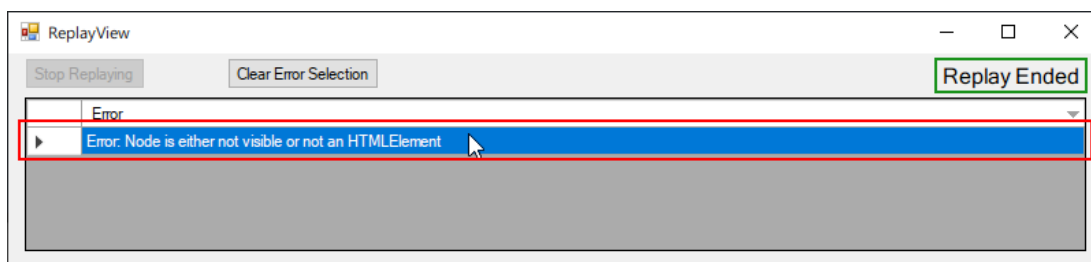 ReplayView
Stop Replaying
Clear Error Selection
Replay Ended
Error
Error: Node is either not visible or not an HTMLElement